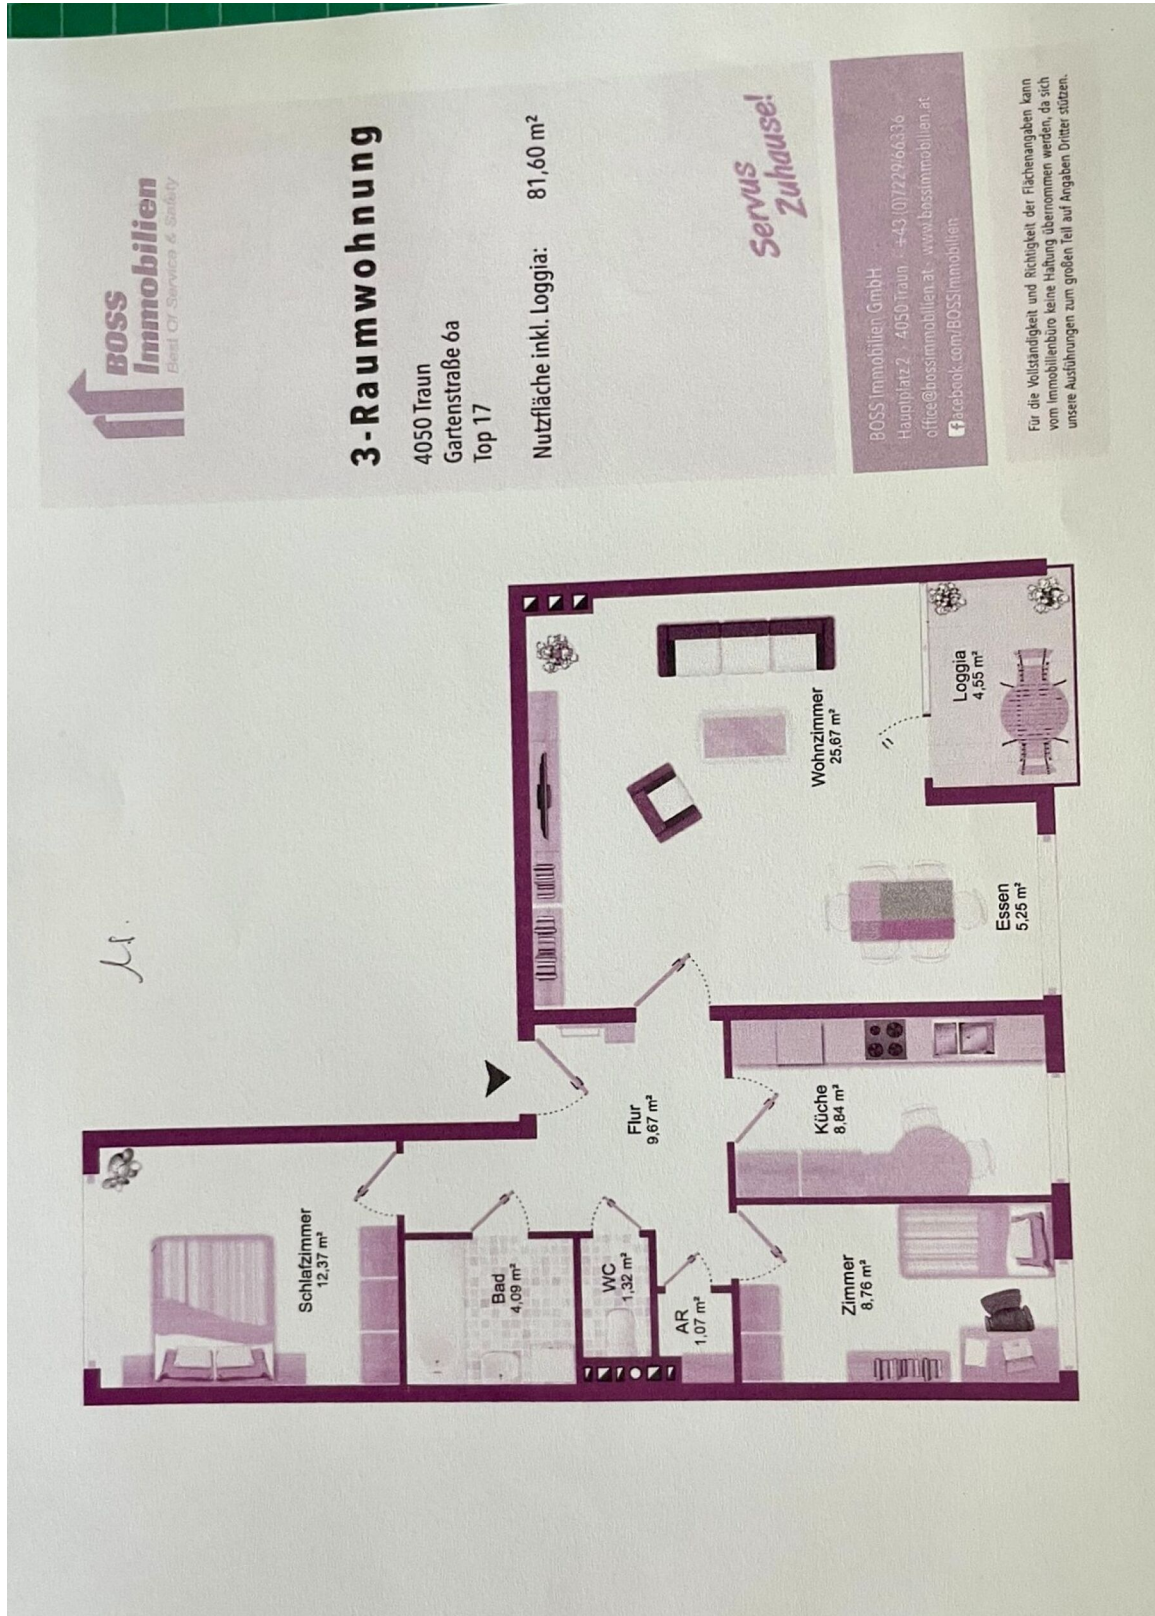 BOSS
Immobilien
Best Of Service & Safety
3-Raumwohnung
4050 Traun
Gartenstraße 6a
Top 17
Nutzfläche inkl. Loggia: 81,60 m²
Servus
Zuhause!
BOSS Immobilien GmbH
Hauptplatz 2 · 4050 Traun · +43 (0)7229/66336
office@bossimmobilien.at · www.bossimmobilien.at
facebook.com/BOSSImmobilien
Für die Vollständigkeit und Richtigkeit der Flächenangaben kann
vom Immobilienbüro keine Haftung übernommen werden, da sich
unsere Ausführungen zum großen Teil auf Angaben Dritter stützen.
Schlafzimmer
12,37 m²
Bad
4,09 m²
WC
1,32 m²
AR
1,07 m²
Zimmer
8,76 m²
Flur
9,67 m²
Küche
8,84 m²
Essen
5,25 m²
Wohnzimmer
25,67 m²
Loggia
4,55 m²